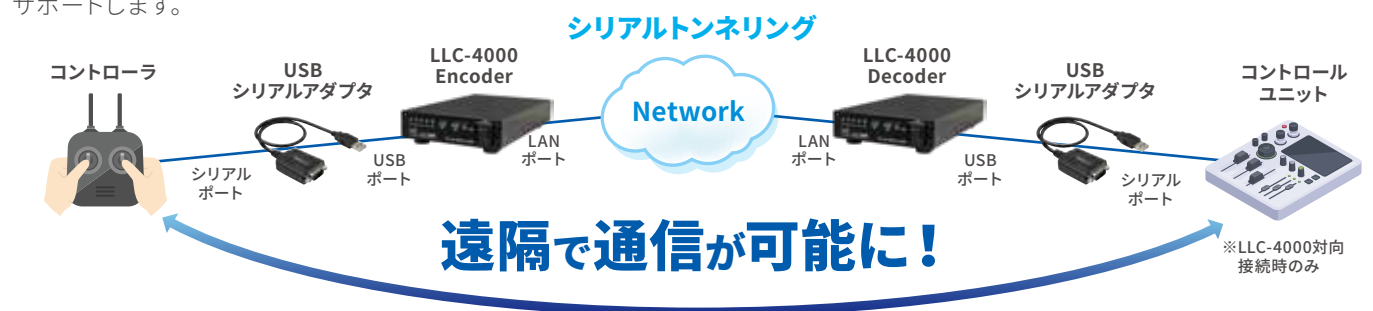 サポートします。
シリアルトンネリング
コントローラ
USB
シリアルアダプタ
LLC-4000
Encoder
Network
LLC-4000
Decoder
USB
シリアルアダプタ
コントロール
ユニット
シリアル
ポート
USB
ポート
LAN
ポート
LAN
ポート
USB
ポート
シリアル
ポート
遠隔で通信が可能に！
※LLC-4000対向
接続時のみ